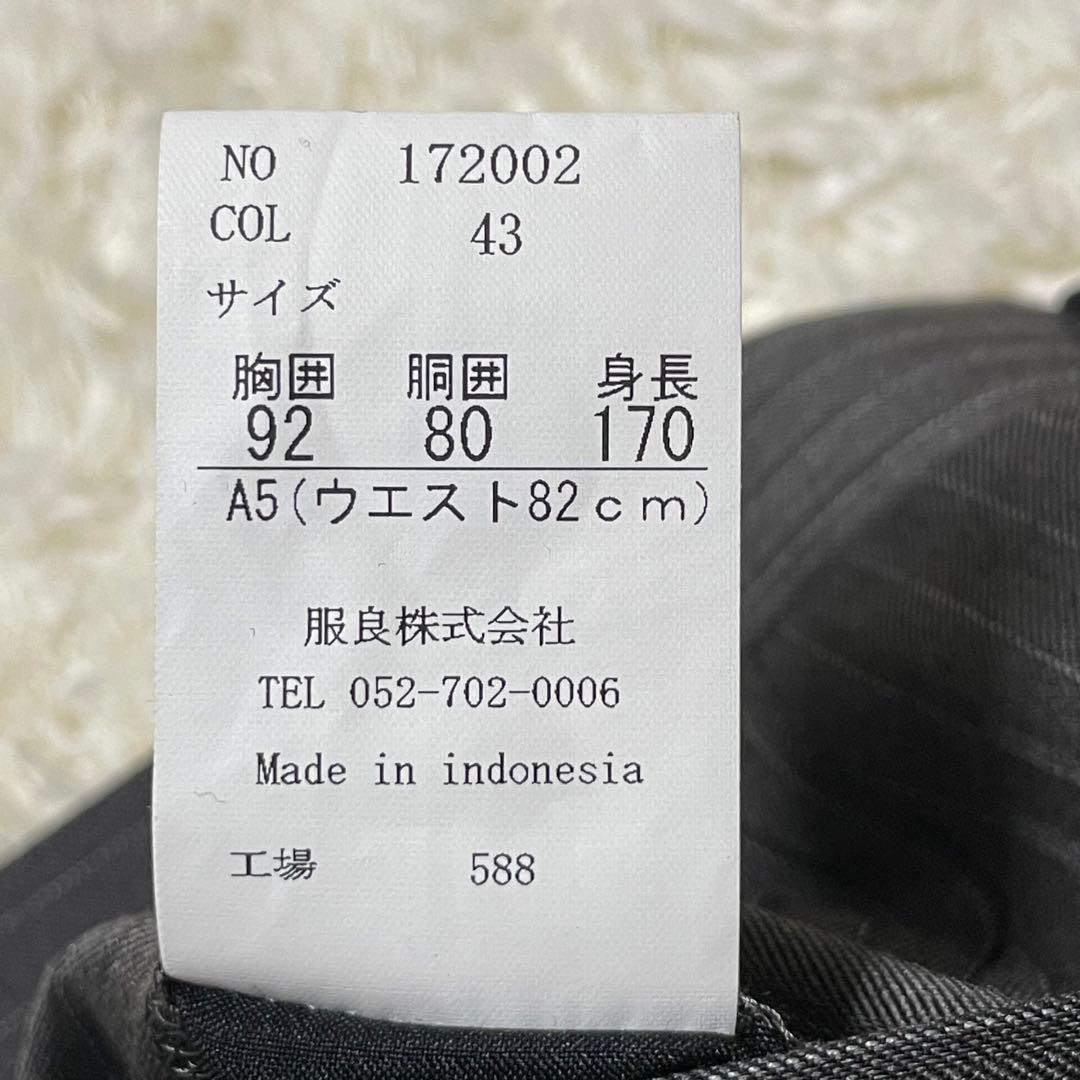 NO 172002
COL 43
サイズ
胸囲 胴囲 身長
92 80 170
A5(ウエスト82cm)
服良株式会社
TEL 052-702-0006
Made in indonesia
工場 588